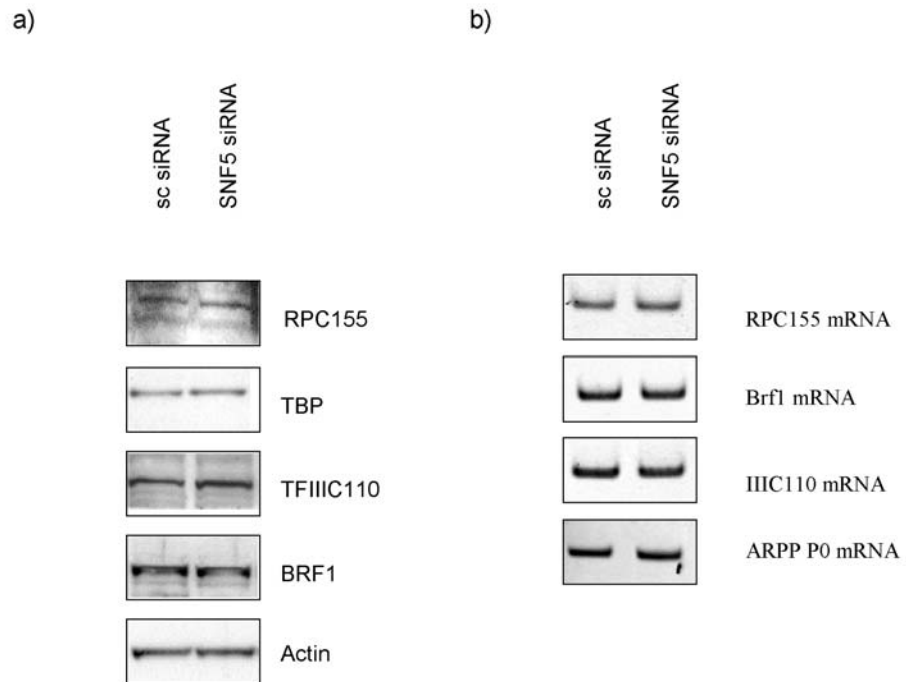 a)
sc siRNA
SNF5 siRNA
RPC155
TBP
TFIIIC110
BRF1
Actin
b)
sc siRNA
SNF5 siRNA
RPC155 mRNA
Brf1 mRNA
IIIC110 mRNA
ARPP P0 mRNA